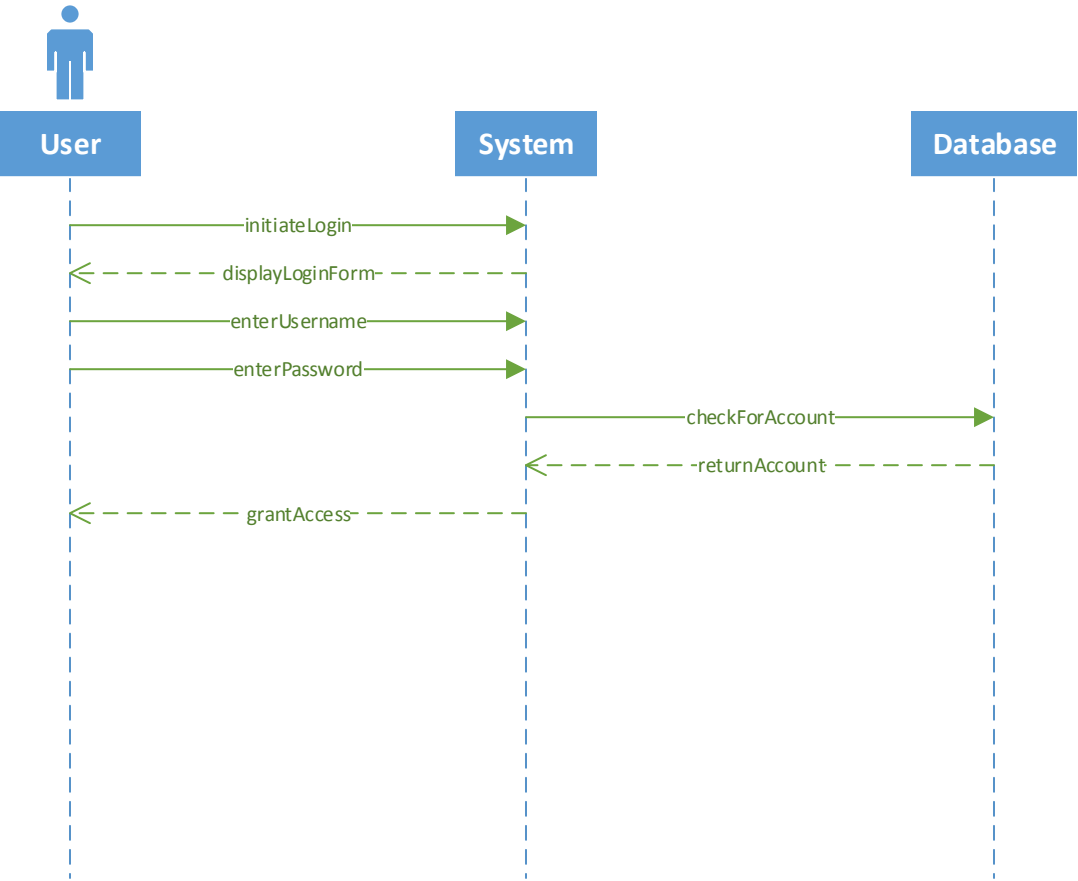 User
System
Database
initiateLogin
displayLoginForm
enterUsername
enterPassword
checkForAccount
returnAccount
grantAccess